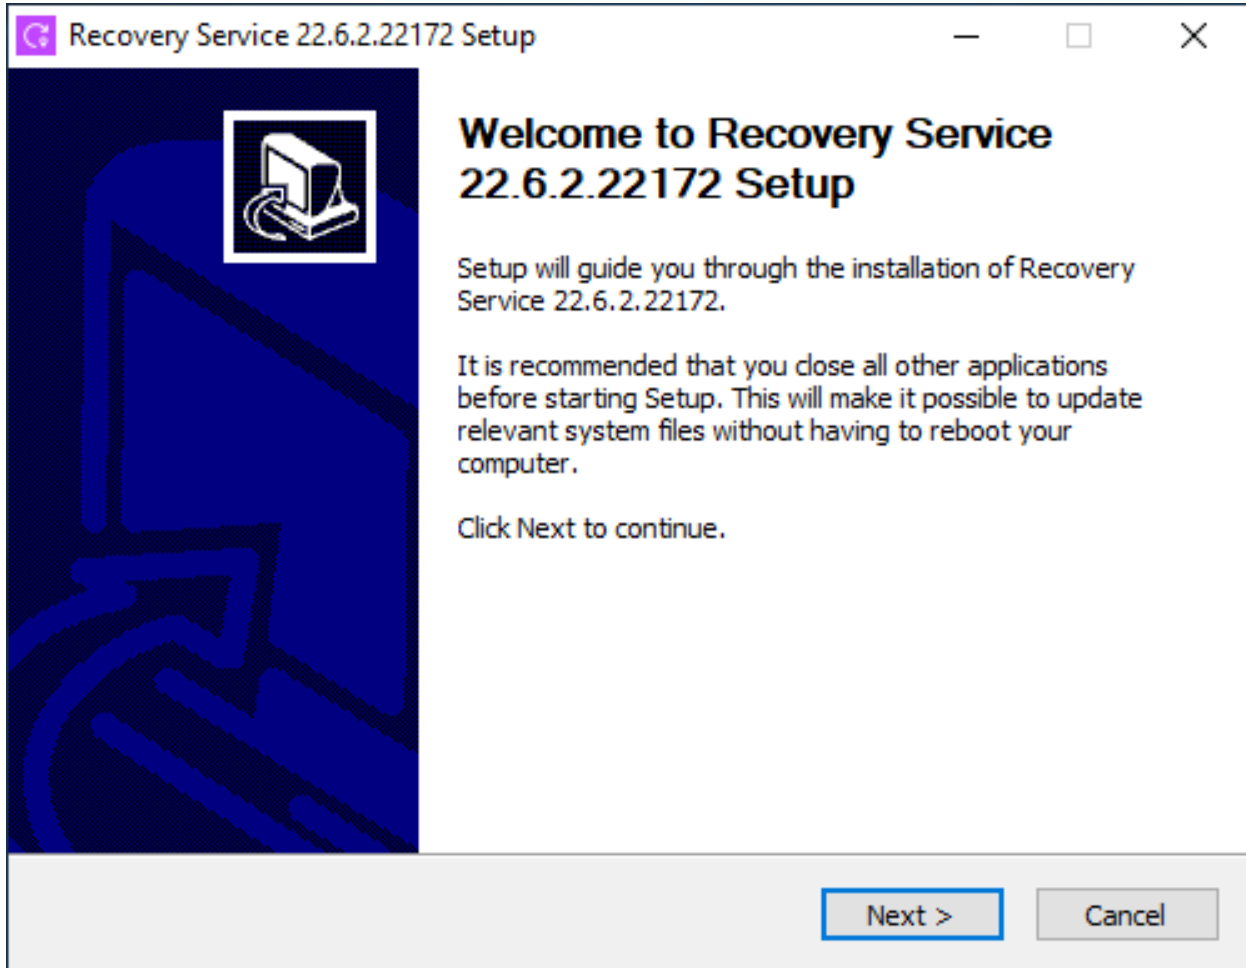 Recovery Service 22.6.2.22172 Setup
Welcome to Recovery Service
22.6.2.22172 Setup
Setup will guide you through the installation of Recovery
Service 22.6.2.22172.
It is recommended that you close all other applications
before starting Setup. This will make it possible to update
relevant system files without having to reboot your
computer.
Click Next to continue.
Next >
Cancel